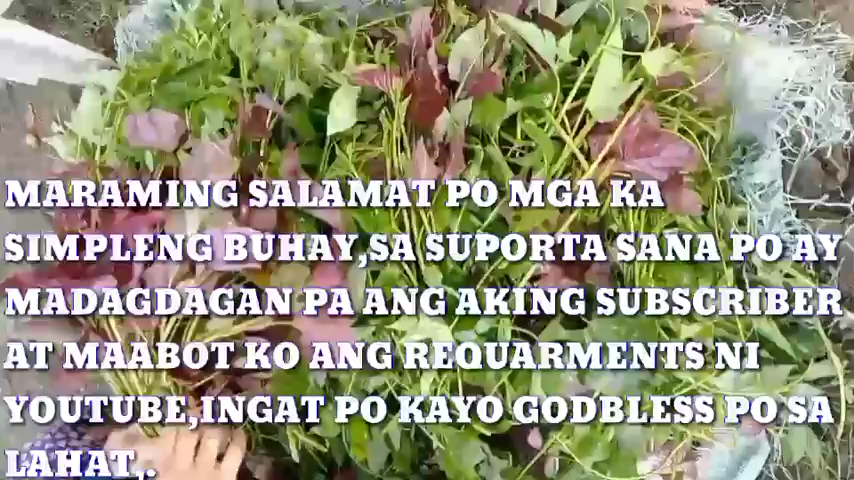 MARAMING SALAMAT PO MGA KA
SIMPLENG BUHAY,SA SUPORTA SANA PO AY
MADAGDAGAN PA ANG AKING SUBSCRIBER
AT MAABOT KO ANG REQUARMENTS NI
YOUTUBE,INGAT PO KAYO GODBLESS PO SA
LAHAT,.